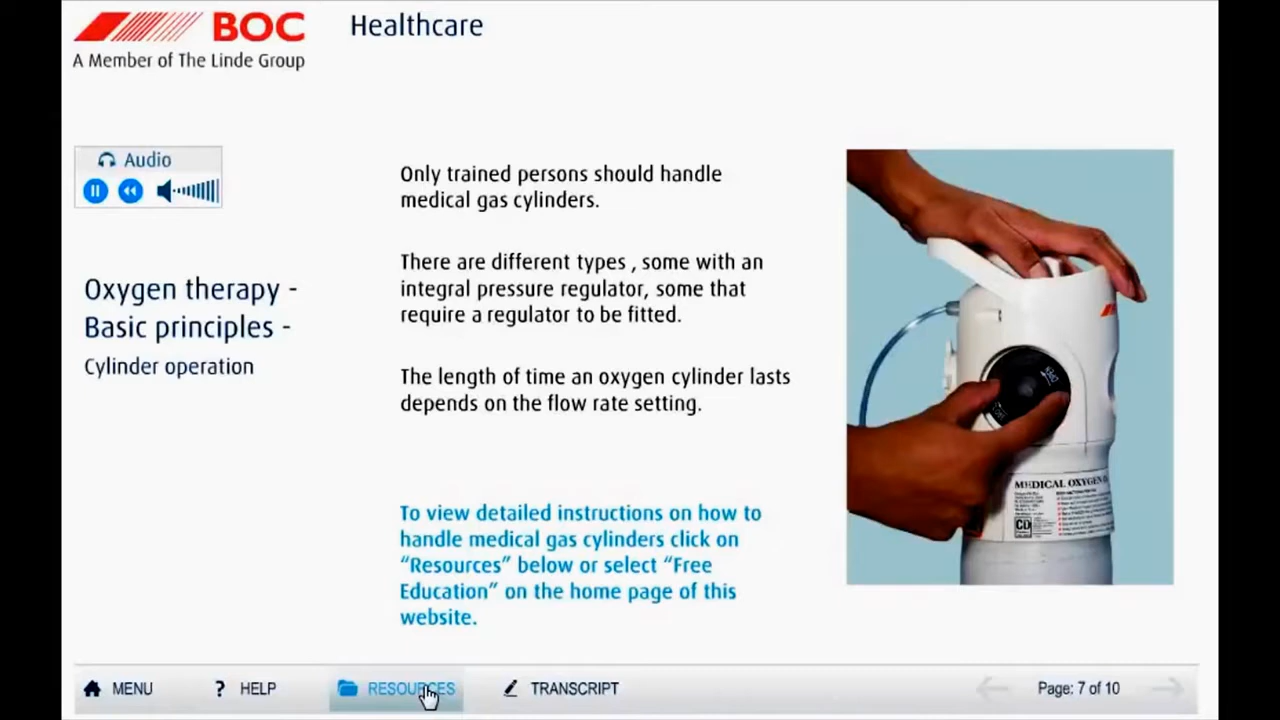 BOC
Healthcare
A Member of The Linde Group
Audio
Oxygen therapy -
Basic principles -
Cylinder operation
Only trained persons should handle
medical gas cylinders.
There are different types , some with an
integral pressure regulator, some that
require a regulator to be fitted.
The length of time an oxygen cylinder lasts
depends on the flow rate setting.
To view detailed instructions on how to
handle medical gas cylinders click on
“Resources” below or select “Free
Education” on the home page of this
website.
OPEN
MEDICAL OXYGEN
CD
MENU
HELP
RESOURCES
TRANSCRIPT
Page: 7 of 10